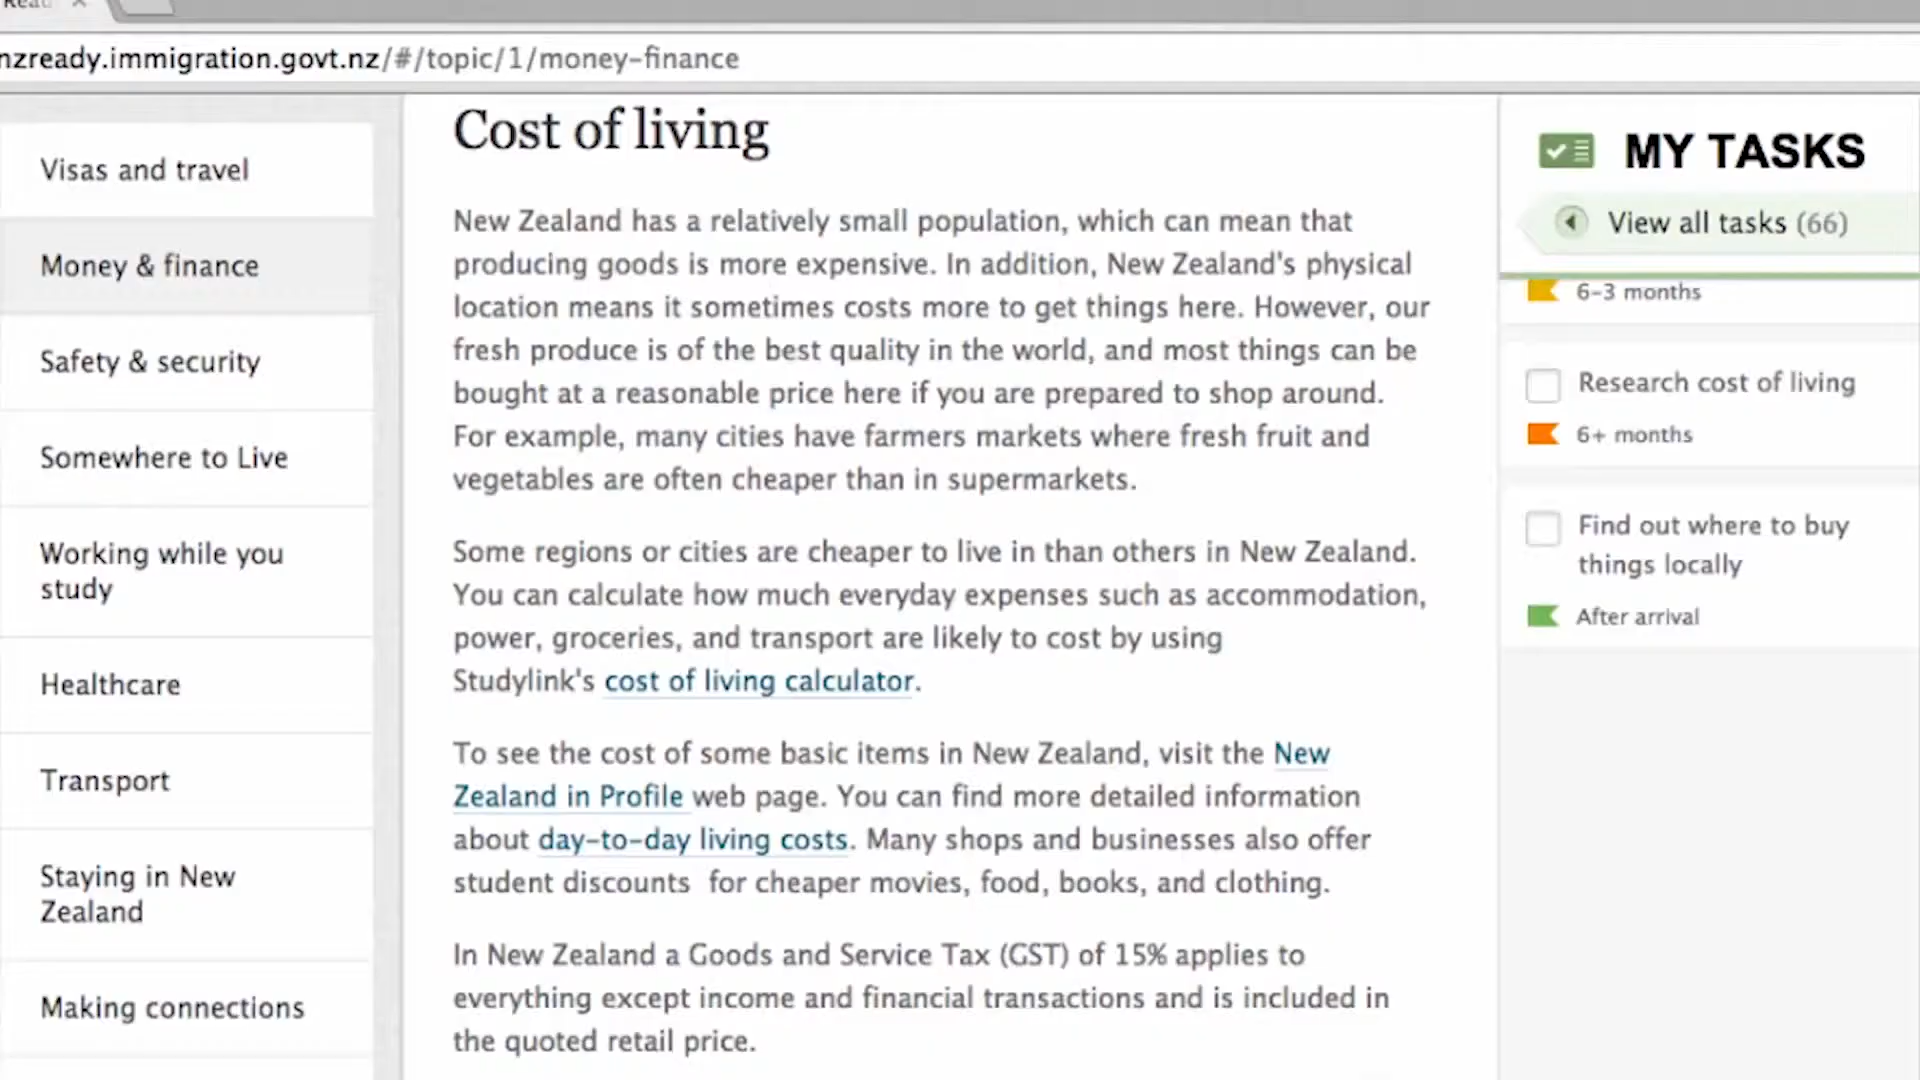 nzready.immigration.govt.nz/#/topic/1/money-finance
Visas and travel
Money & finance
Safety & security
Somewhere to Live
Working while you
study
Healthcare
Transport
Staying in New
Zealand
Making connections
Cost of living
New Zealand has a relatively small population, which can mean that
producing goods is more expensive. In addition, New Zealand's physical
location means it sometimes costs more to get things here. However, our
fresh produce is of the best quality in the world, and most things can be
bought at a reasonable price here if you are prepared to shop around.
For example, many cities have farmers markets where fresh fruit and
vegetables are often cheaper than in supermarkets.
Some regions or cities are cheaper to live in than others in New Zealand.
You can calculate how much everyday expenses such as accommodation,
power, groceries, and transport are likely to cost by using
Studylink's cost of living calculator.
To see the cost of some basic items in New Zealand, visit the New
Zealand in Profile web page. You can find more detailed information
about day-to-day living costs. Many shops and businesses also offer
student discounts  for cheaper movies, food, books, and clothing.
In New Zealand a Goods and Service Tax (GST) of 15% applies to
everything except income and financial transactions and is included in
the quoted retail price.
MY TASKS
View all tasks (66)
6-3 months
Research cost of living
6+ months
Find out where to buy
things locally
After arrival